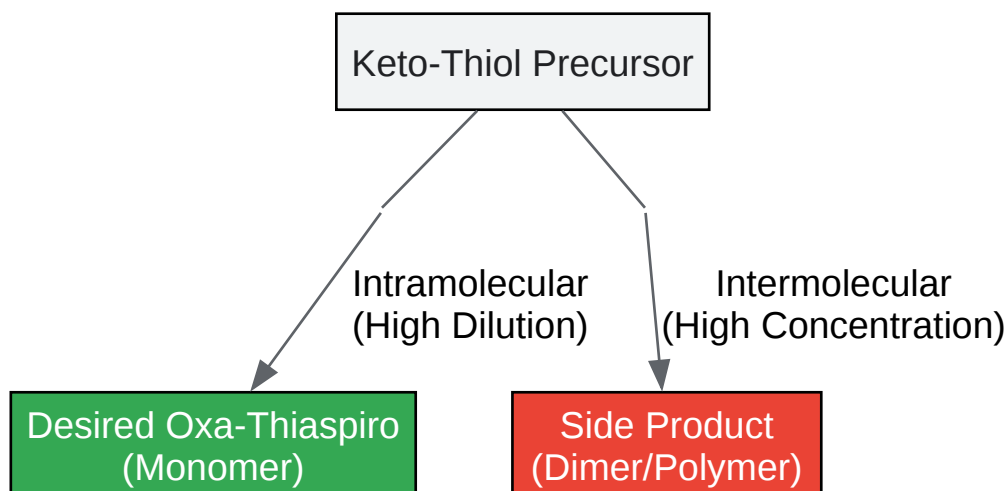 Keto-Thiol Precursor
Intramolecular
(High Dilution)
Intermolecular
(High Concentration)
Desired Oxa-Thiaspiro
(Monomer)
Side Product
(Dimer/Polymer)